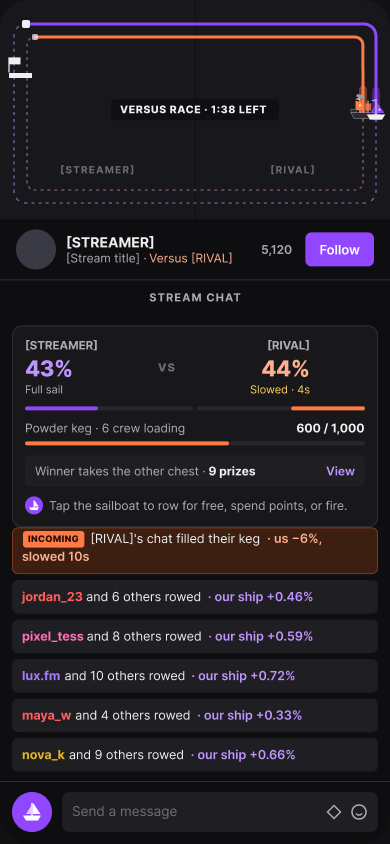 VERSUS RACE · 1:38 LEFT
[STREAMER]
[RIVAL]
[STREAMER]
[Stream title] · Versus [RIVAL]
5,120
Follow
STREAM CHAT
[STREAMER]
[RIVAL]
43%
VS
44%
Full sail
Slowed · 4s
Powder keg · 6 crew loading
600 / 1,000
Winner takes the other chest · 9 prizes
View
Tap the sailboat to row for free, spend points, or fire.
INCOMING [RIVAL]'s chat filled their keg · us −6%,
slowed 10s
jordan_23 and 6 others rowed · our ship +0.46%
pixel_tess and 8 others rowed · our ship +0.59%
lux.fm and 10 others rowed · our ship +0.72%
maya_w and 4 others rowed · our ship +0.33%
nova_k and 9 others rowed · our ship +0.66%
Send a message